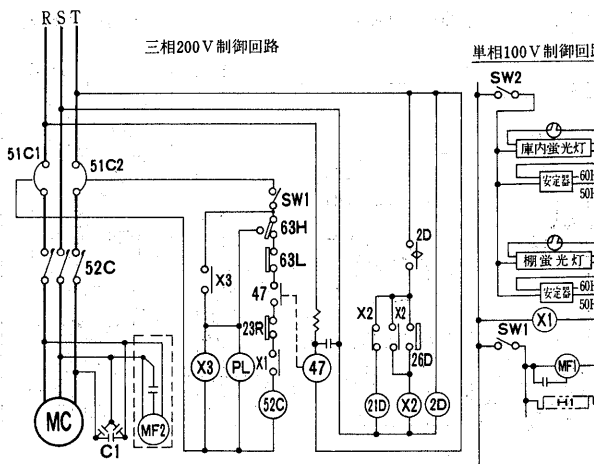 R S T
三相200V制御回路
単相100V制御回路
SW2
51C1
51C2
庫内蛍光灯
安定器
60H
50H
SW1
63H
2D
52C
63L
棚蛍光灯
X3
47
安定器
60H
50H
X2
X2
X1
23R
SW1
X1
26D
X3
PL
47
MF1
52C
21D
X2
2D
H1
MC
C1
MF2